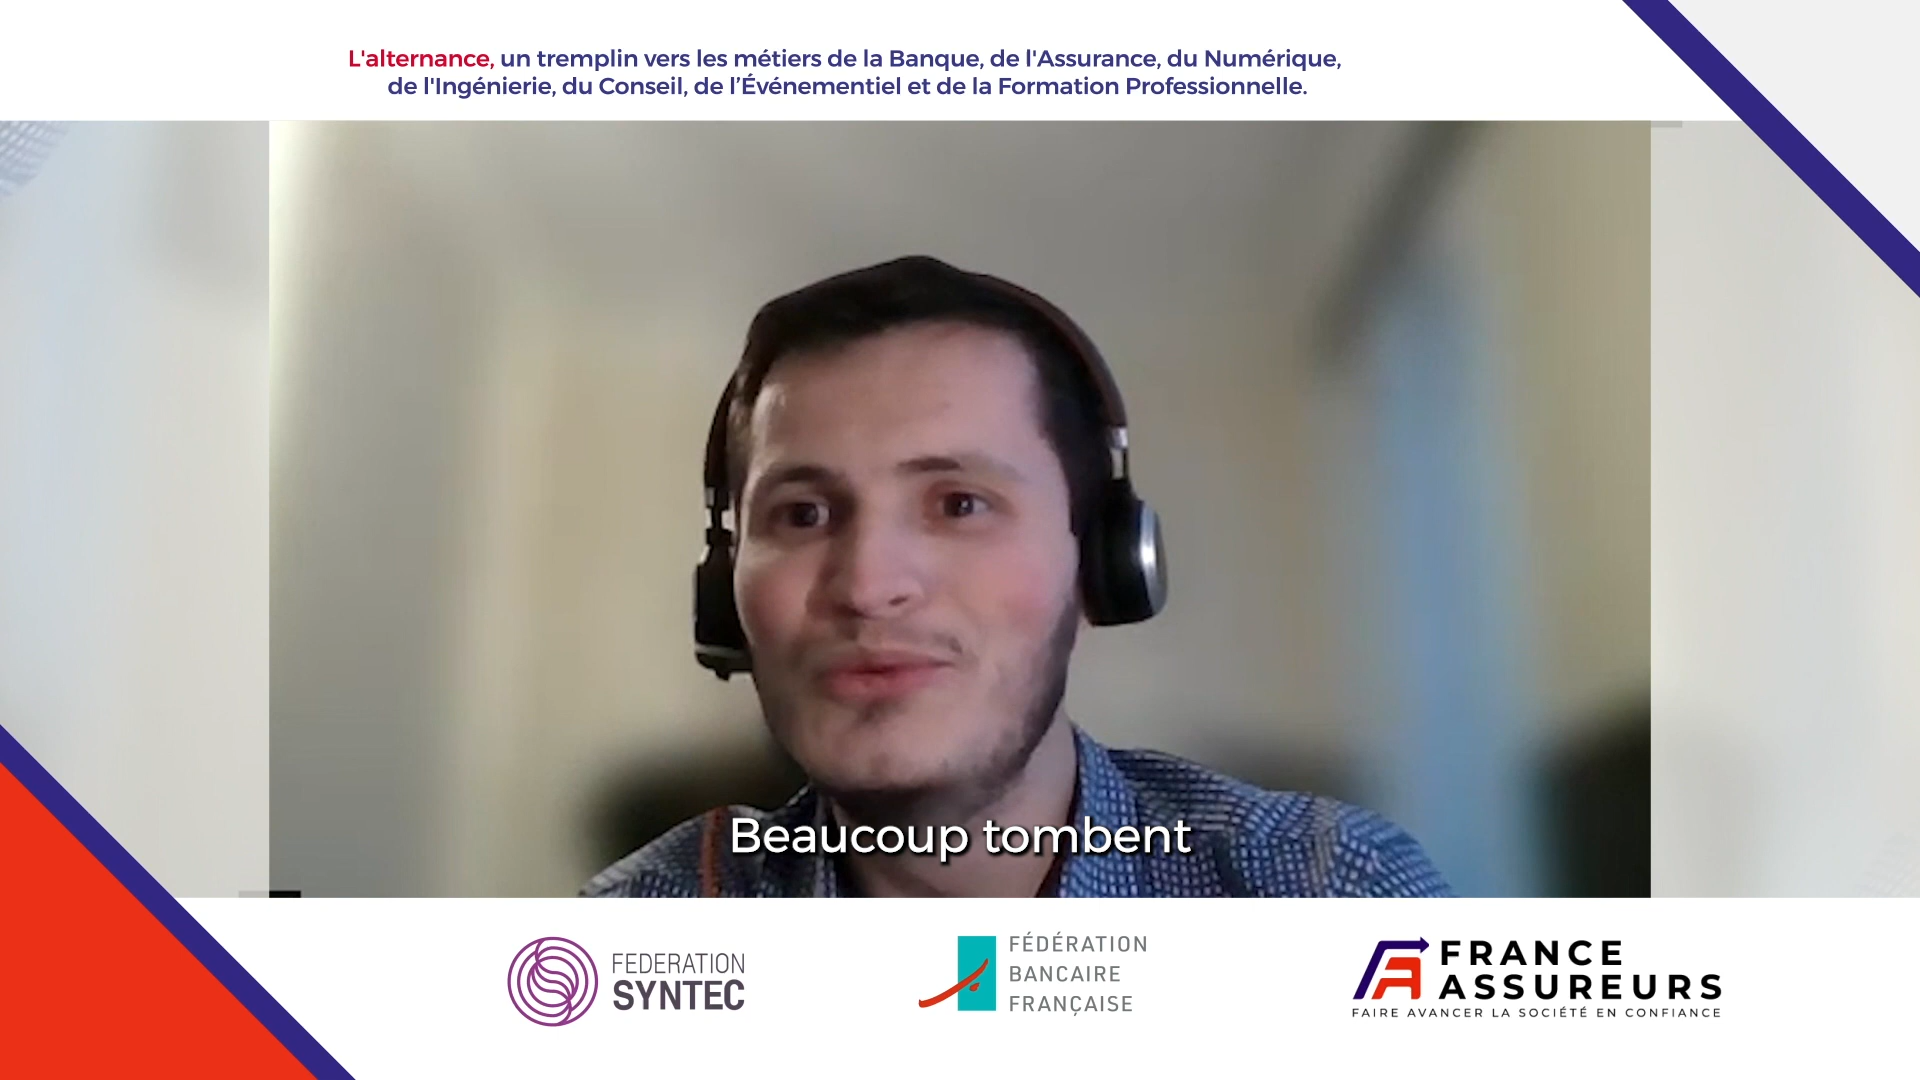 L'alternance, un tremplin vers les métiers de la Banque, de l'Assurance, du Numérique,
de l'Ingénierie, du Conseil, de l’Événementiel et de la Formation Professionnelle.
Beaucoup tombent
FEDERATION
SYNTEC
FÉDÉRATION
BANCAIRE
FRANÇAISE
FRANCE
ASSUREURS
FAIRE AVANCER LA SOCIÉTÉ EN CONFIANCE